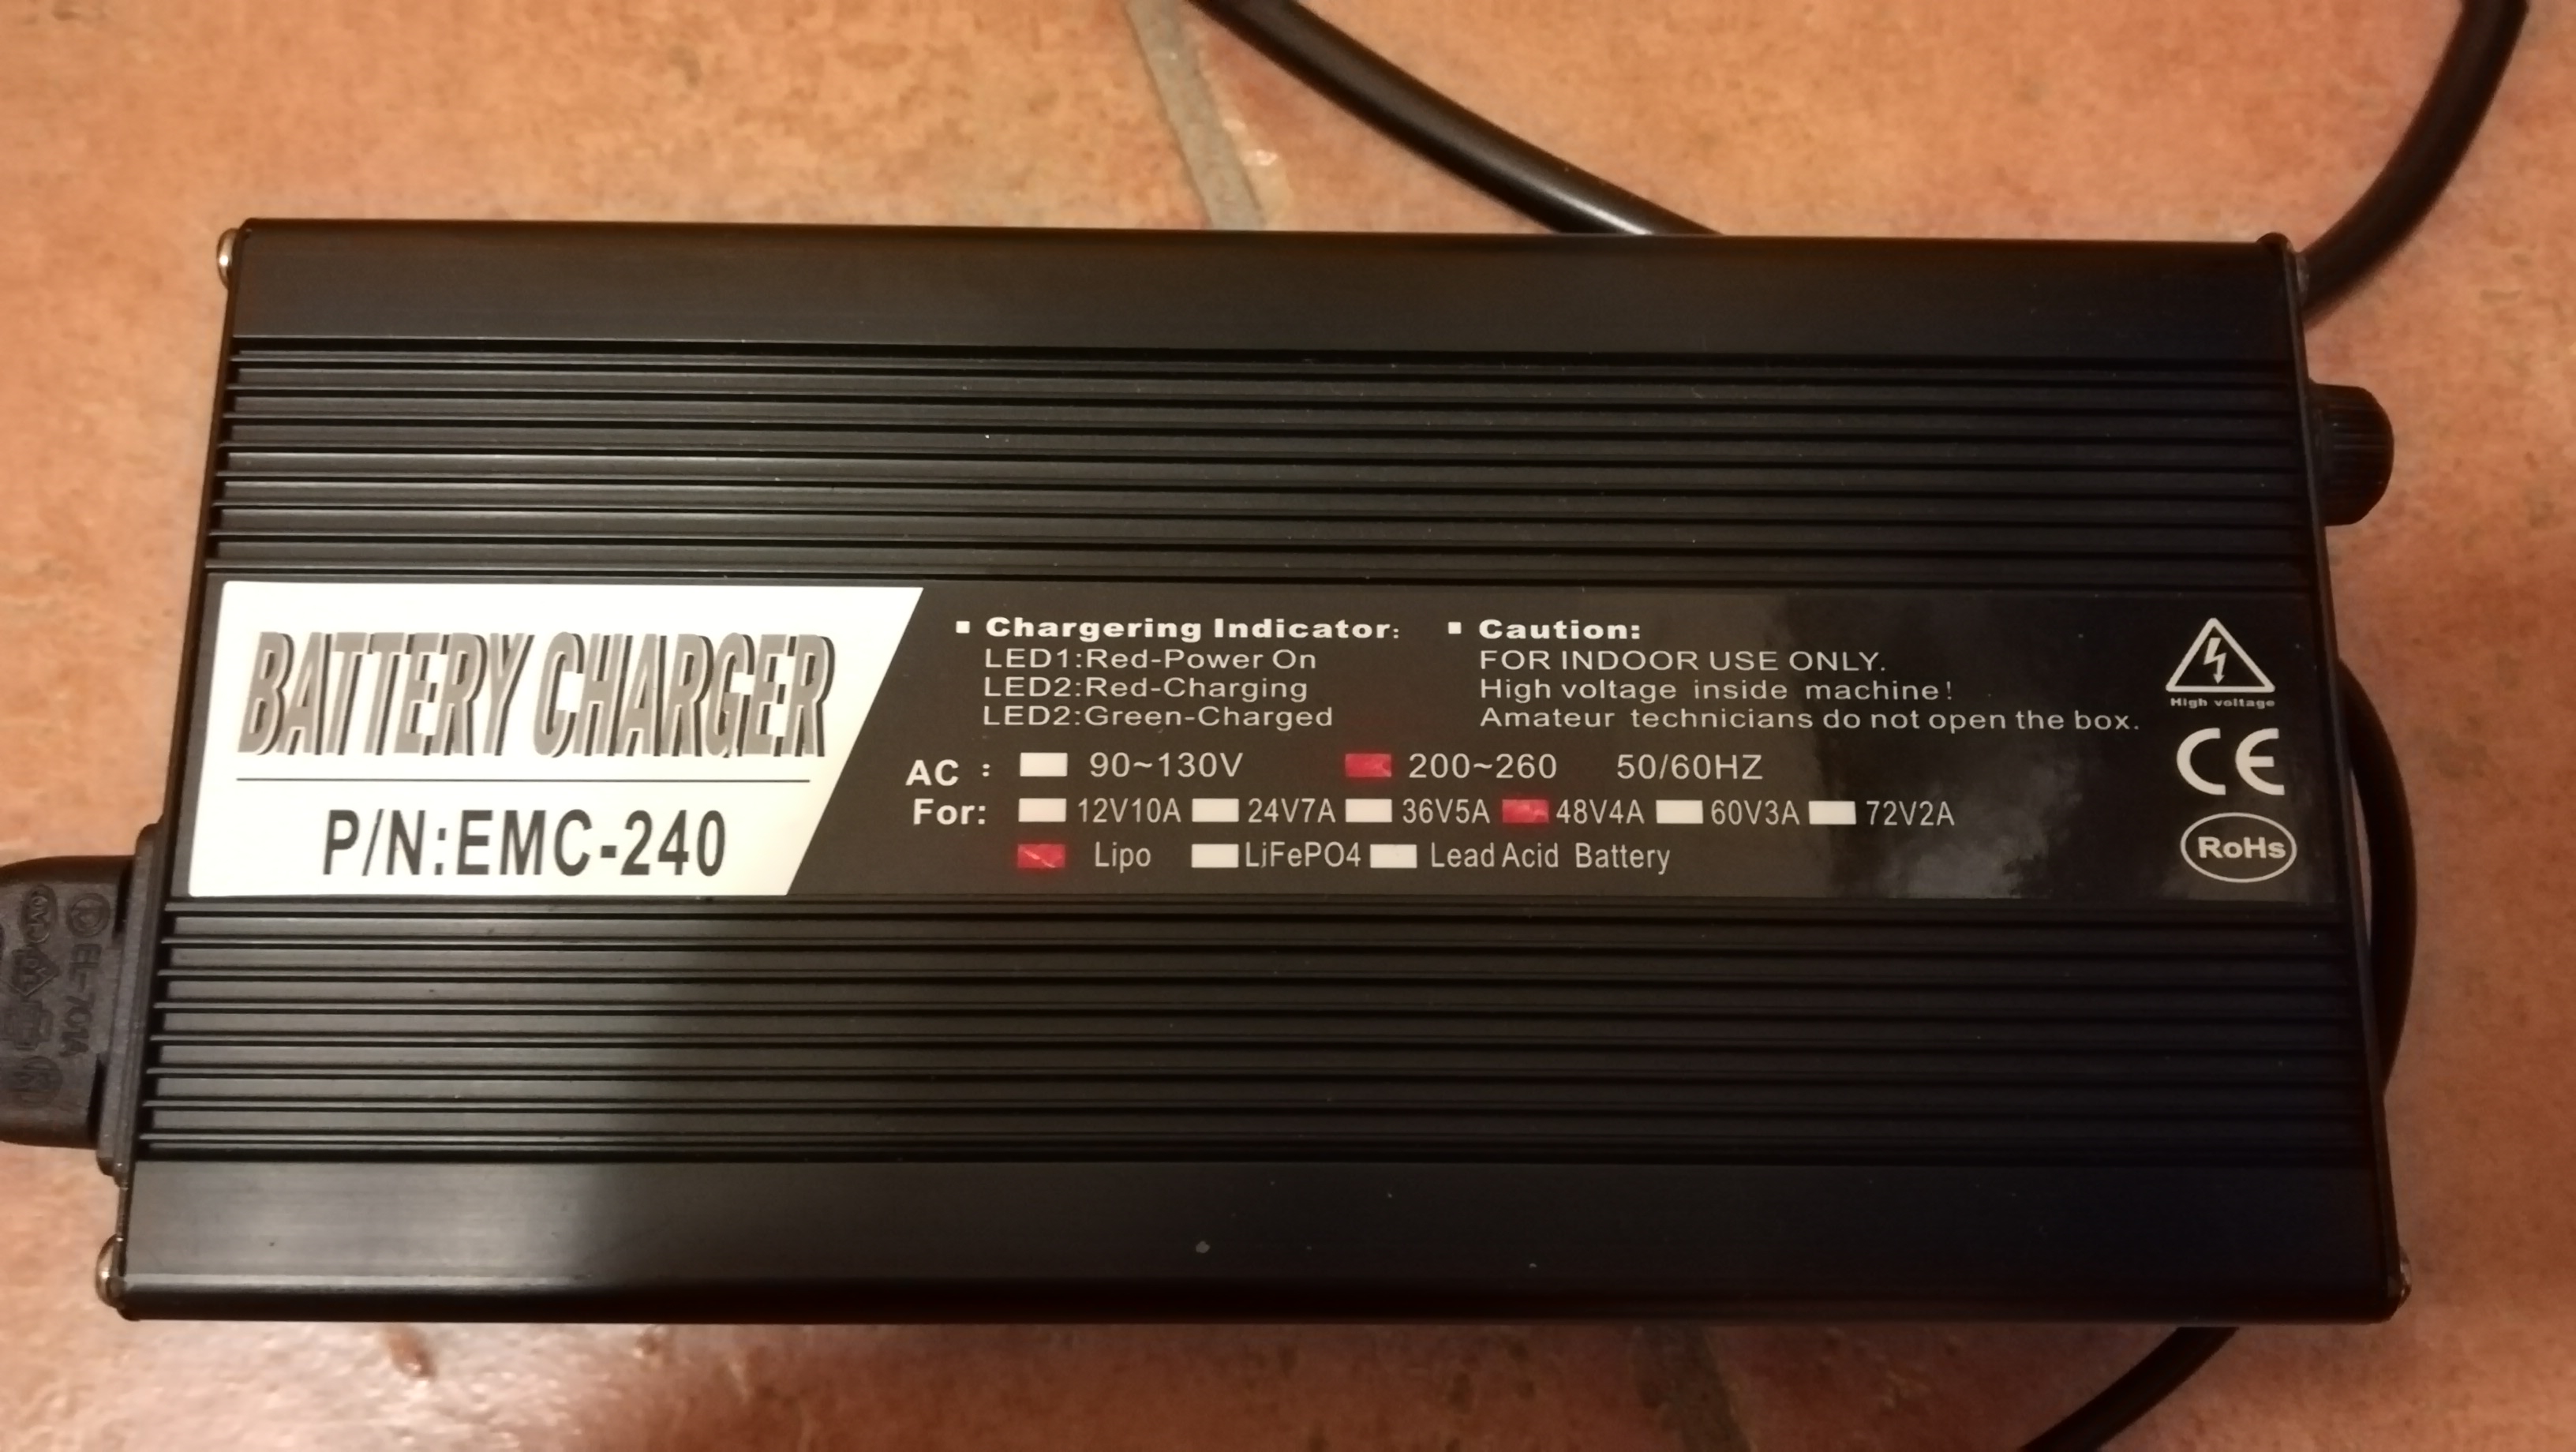 BATTERY CHARGER
P/N:EMC-240
Chargering Indicator:
LED1:Red-Power On
LED2:Red-Charging
LED2:Green-Charged
Caution:
FOR INDOOR USE ONLY.
High voltage inside machine!
Amateur technicians do not open the box.
AC : 90~130V 200~260 50/60HZ
For: 12V10A 24V7A 36V5A 48V4A 60V3A 72V2A
Lipo LiFePO4 Lead Acid Battery
High voltage
CE
RoHs
EL-701A